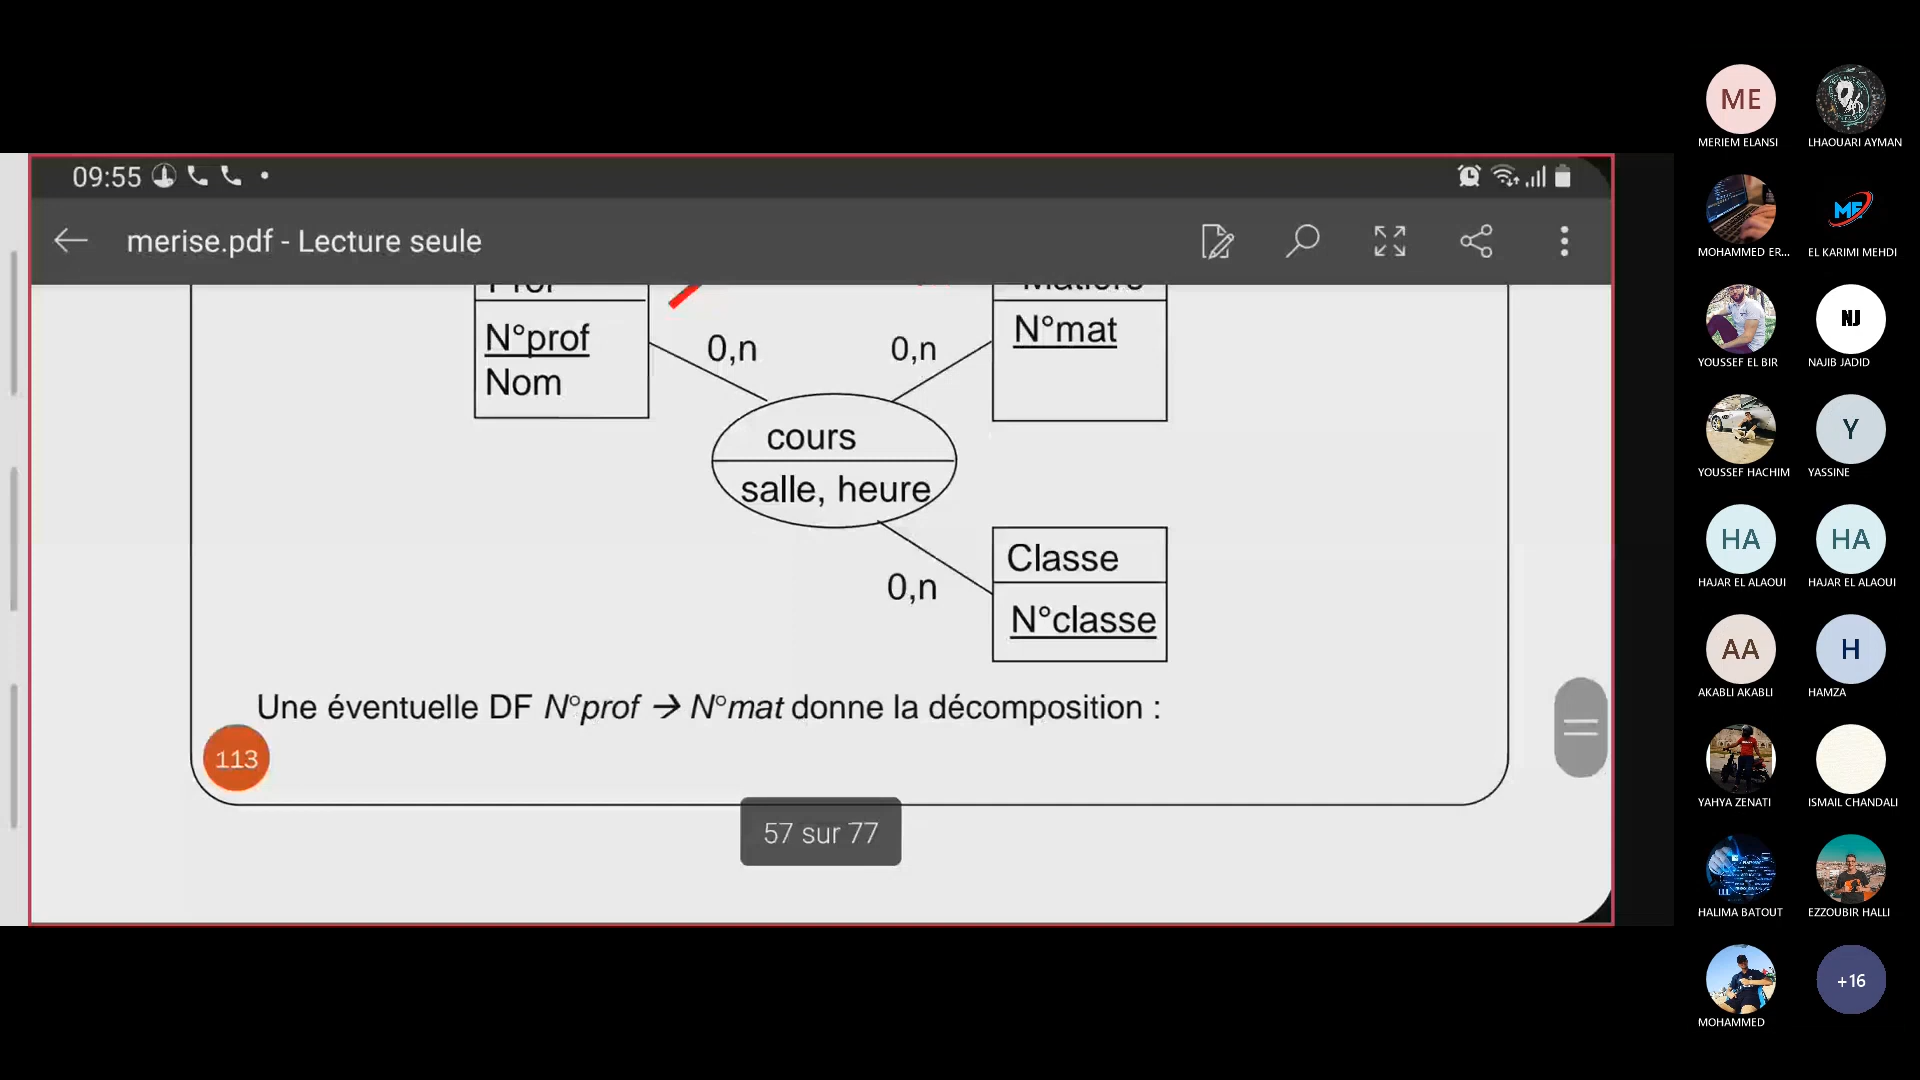 09:55
merise.pdf - Lecture seule
Prof
Matière
N°prof
Nom
0,n
0,n
N°mat
cours
salle, heure
0,n
Classe
N°classe
Une éventuelle DF N°prof → N°mat donne la décomposition :
113
57 sur 77
ME
MERIEM ELANSI
LHAOUARI AYMAN
MOHAMMED ER...
ME
EL KARIMI MEHDI
YOUSSEF EL BIR
NJ
NAJIB JADID
YOUSSEF HACHIM
Y
YASSINE
HA
HAJAR EL ALAOUI
HA
HAJAR EL ALAOUI
AA
AKABLI AKABLI
H
HAMZA
YAHYA ZENATI
ISMAIL CHANDALI
HALIMA BATOUT
EZZOUBIR HALLI
MOHAMMED
+16